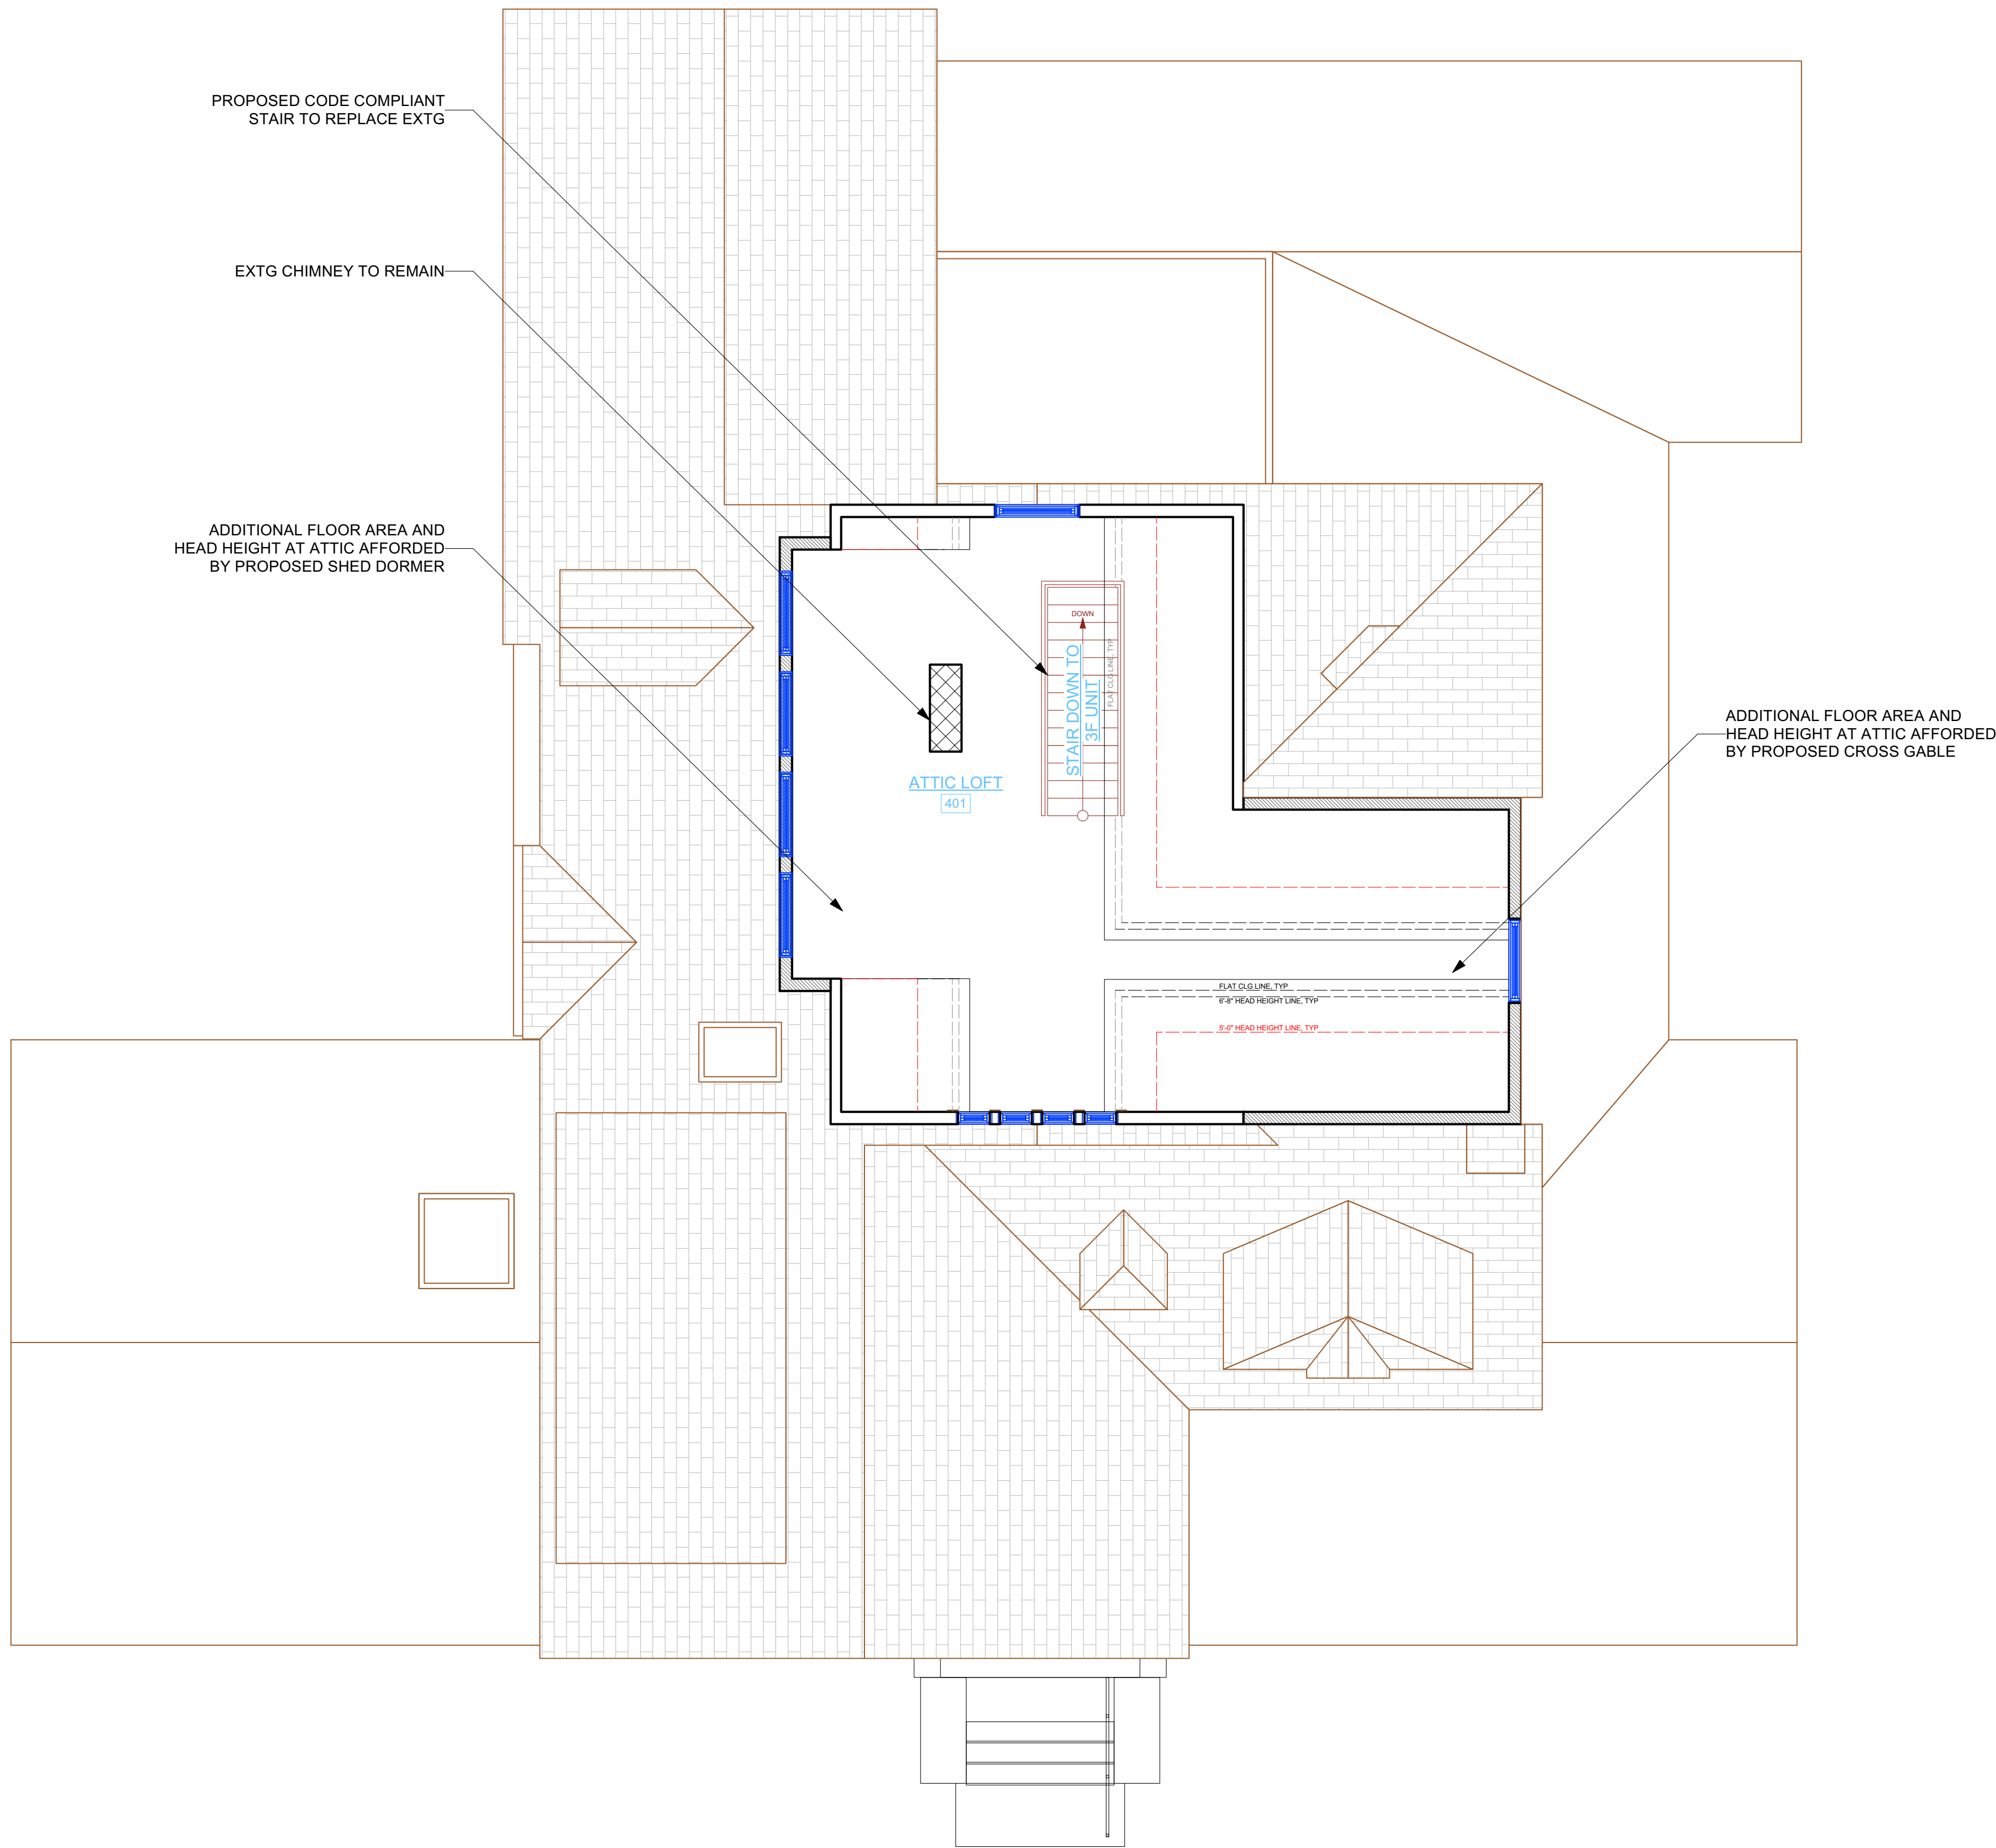 PROPOSED CODE COMPLIANT
STAIR TO REPLACE EXTG
EXTG CHIMNEY TO REMAIN
ADDITIONAL FLOOR AREA AND
HEAD HEIGHT AT ATTIC AFFORDED
BY PROPOSED SHED DORMER
DOWN
STAIR DOWN TO
3F UNIT
FLAT CLG LINE, TYP
ATTIC LOFT
401
ADDITIONAL FLOOR AREA AND
HEAD HEIGHT AT ATTIC AFFORDED
BY PROPOSED CROSS GABLE
FLAT CLG LINE, TYP
6'-8" HEAD HEIGHT LINE, TYP
5'-0" HEAD HEIGHT LINE, TYP